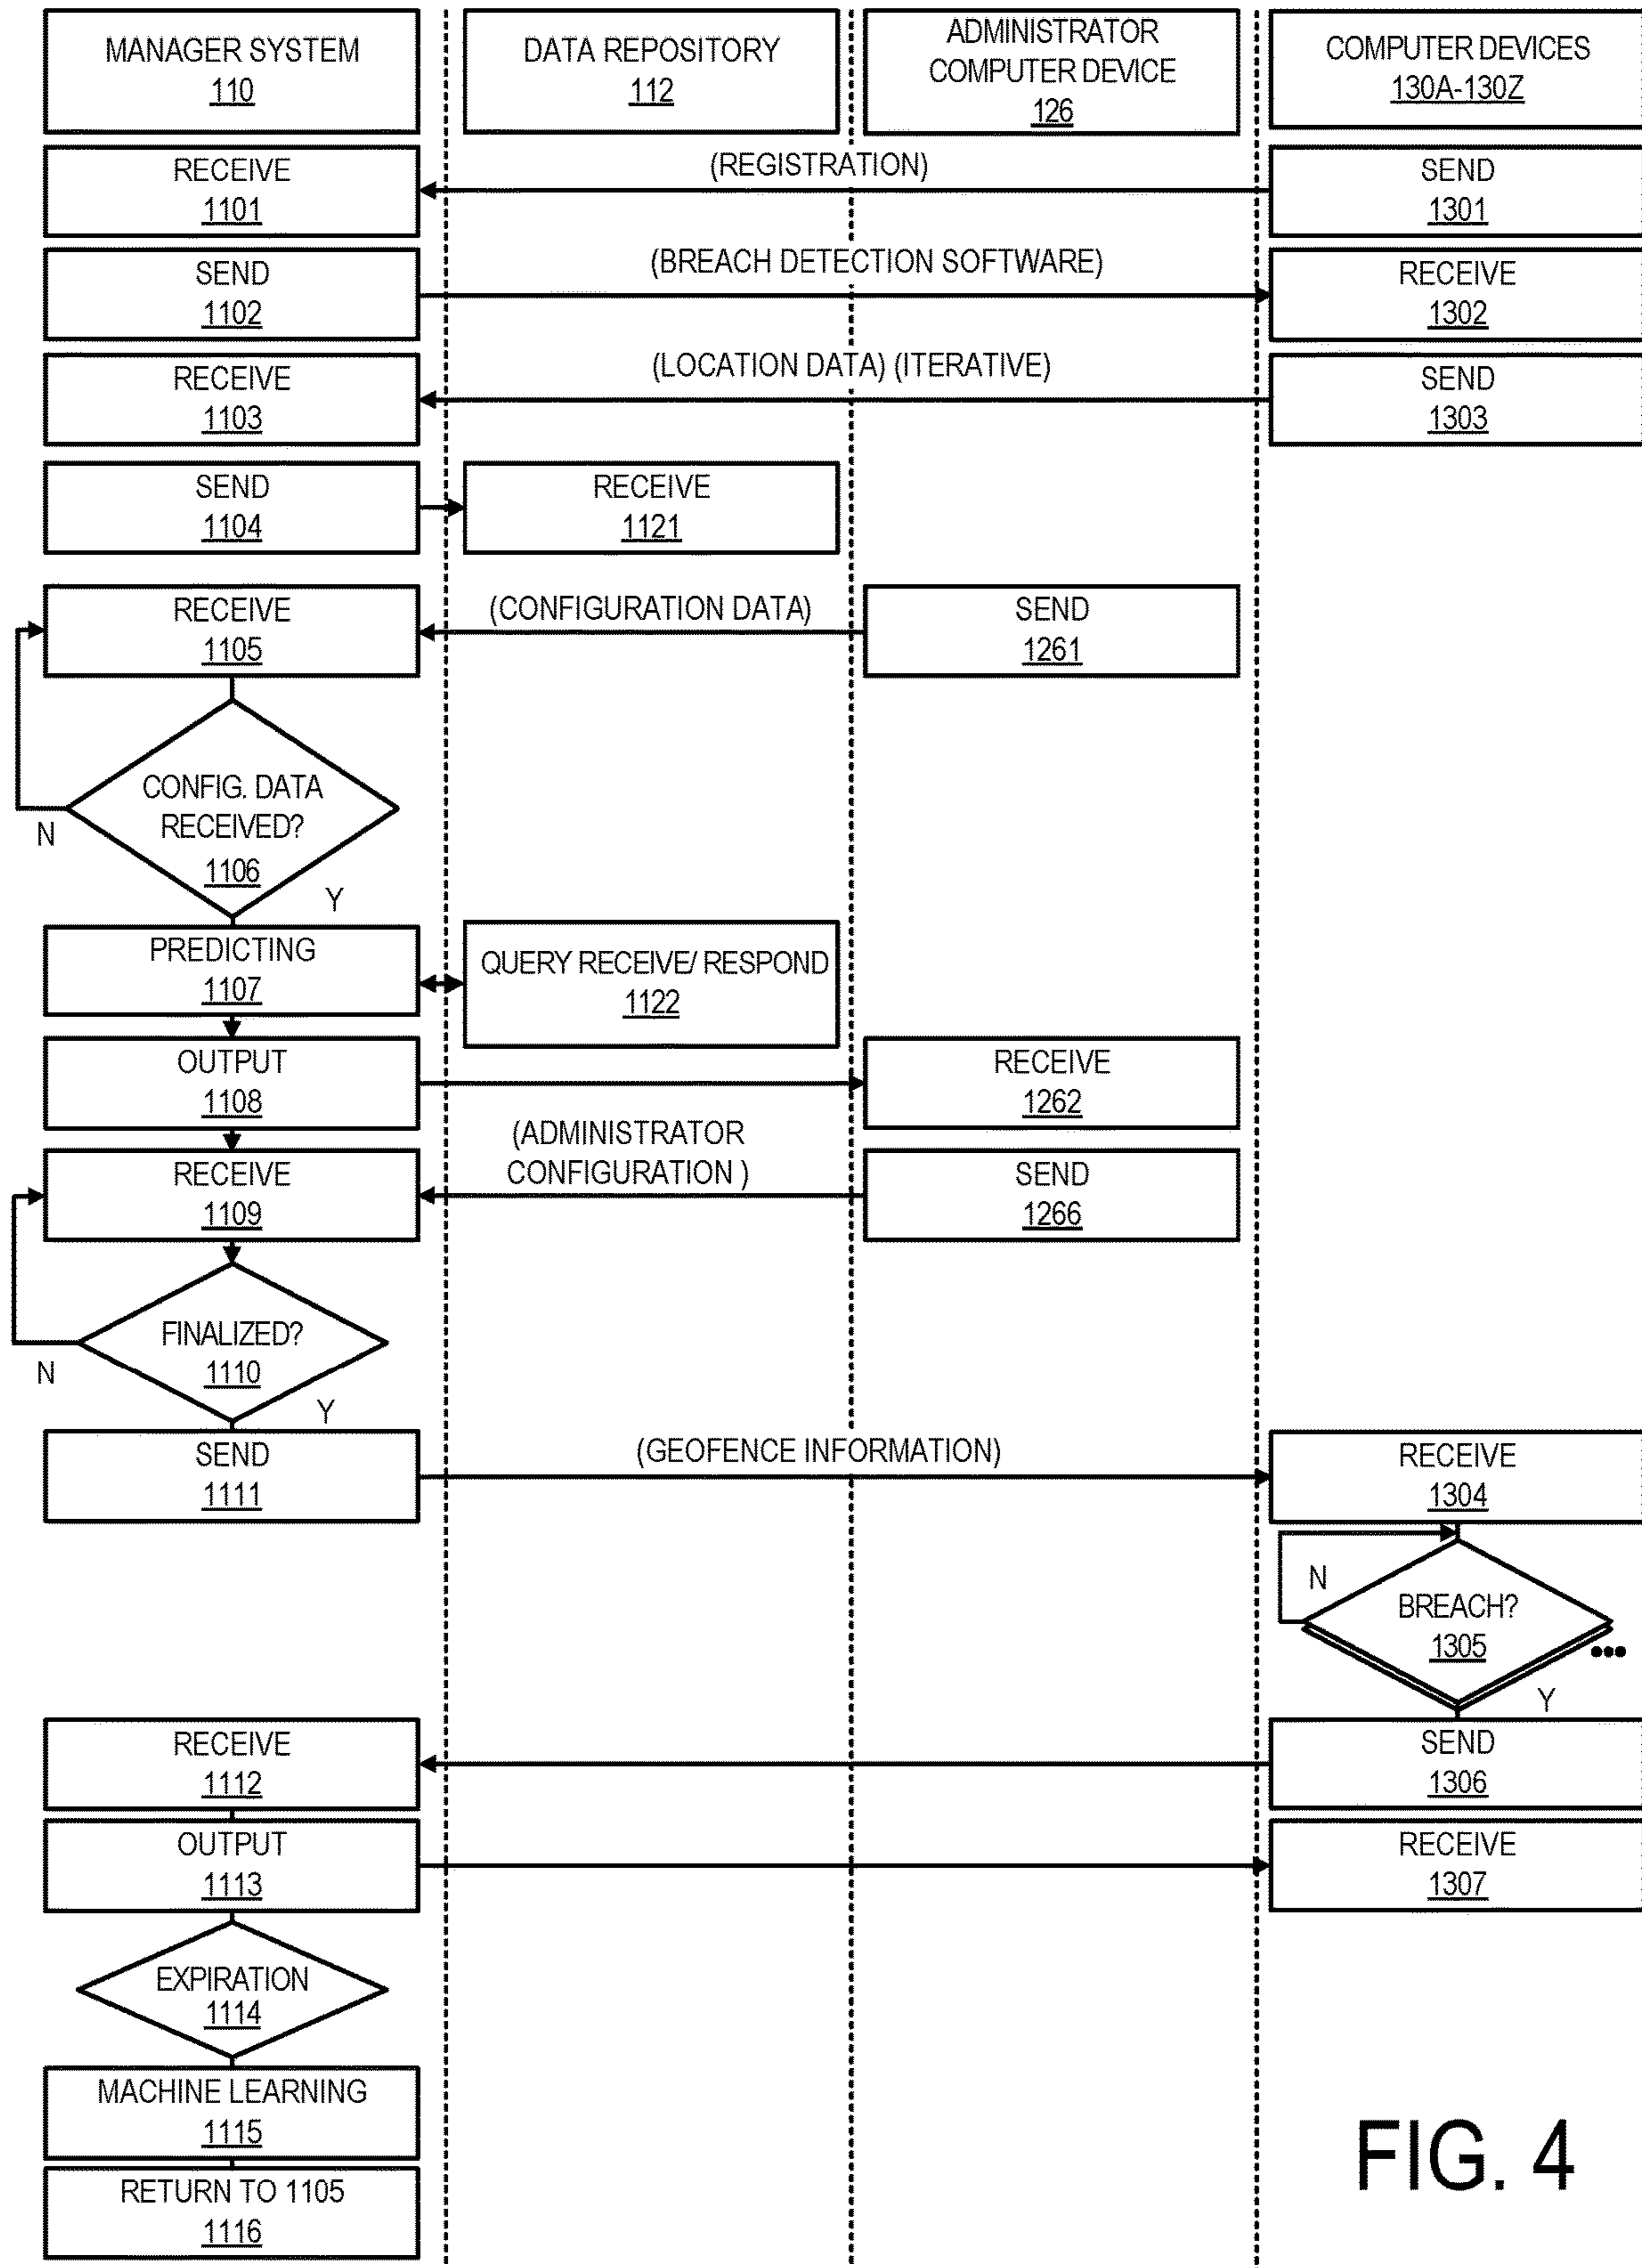 MANAGER SYSTEM
110
DATA REPOSITORY
112
ADMINISTRATOR
COMPUTER DEVICE
126
COMPUTER DEVICES
130A-130Z
RECEIVE
1101
(REGISTRATION)
SEND
1301
SEND
1102
(BREACH DETECTION SOFTWARE)
RECEIVE
1302
RECEIVE
1103
(LOCATION DATA) (ITERATIVE)
SEND
1303
SEND
1104
RECEIVE
1121
RECEIVE
1105
(CONFIGURATION DATA)
SEND
1261
CONFIG. DATA
RECEIVED?
1106
N
Y
PREDICTING
1107
QUERY RECEIVE/ RESPOND
1122
OUTPUT
1108
RECEIVE
1262
RECEIVE
1109
(ADMINISTRATOR
CONFIGURATION )
SEND
1266
FINALIZED?
1110
N
Y
SEND
1111
(GEOFENCE INFORMATION)
RECEIVE
1304
N
BREACH?
1305
•••
Y
RECEIVE
1112
SEND
1306
OUTPUT
1113
RECEIVE
1307
EXPIRATION
1114
MACHINE LEARNING
1115
RETURN TO 1105
1116
FIG. 4